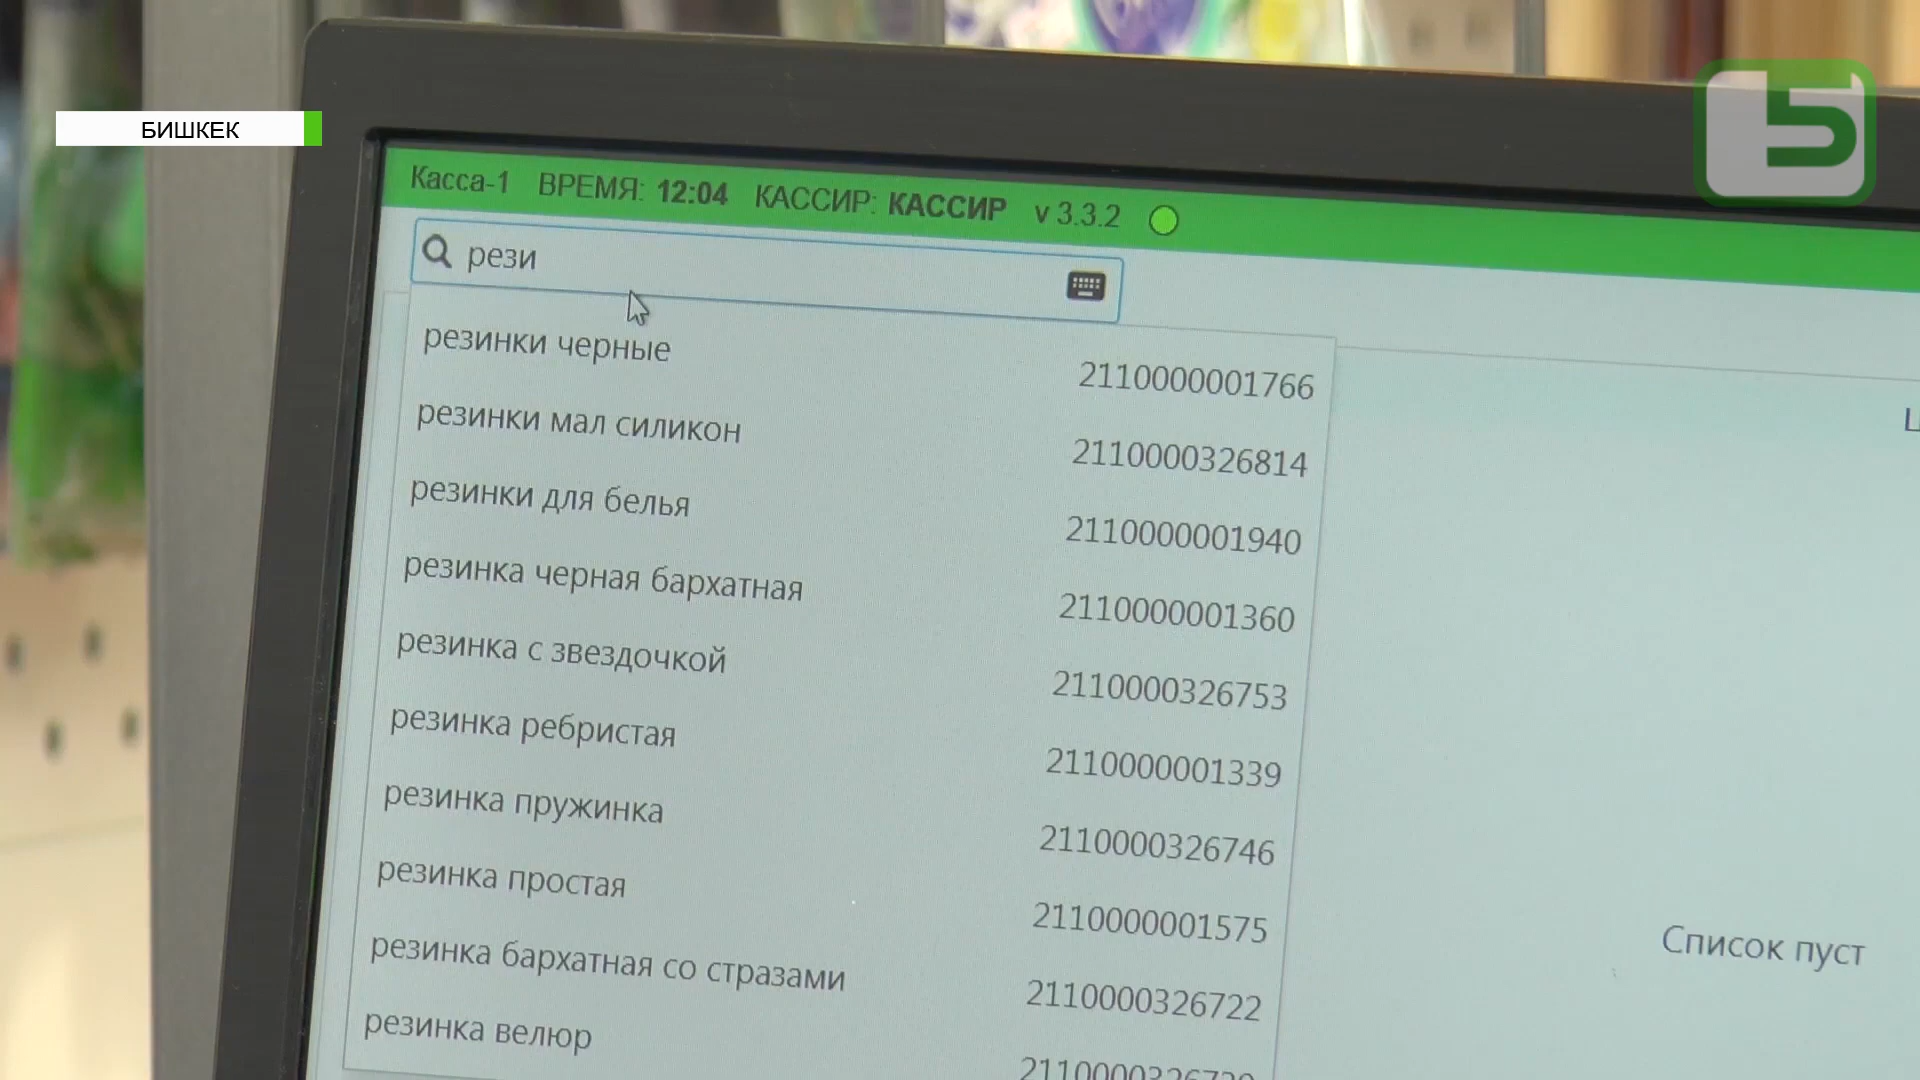 БИШКЕК
5
Касса-1 ВРЕМЯ: 12:04 КАССИР: КАССИР v 3.3.2
рези
резинки черные 2110000001766
резинки мал силикон 2110000326814
резинки для белья 2110000001940
резинка черная бархатная 2110000001360
резинка с звездочкой 2110000326753
резинка ребристая 2110000001339
резинка пружинка 2110000326746
резинка простая 2110000001575
резинка бархатная со стразами 2110000326722
резинка велюр
Список пуст